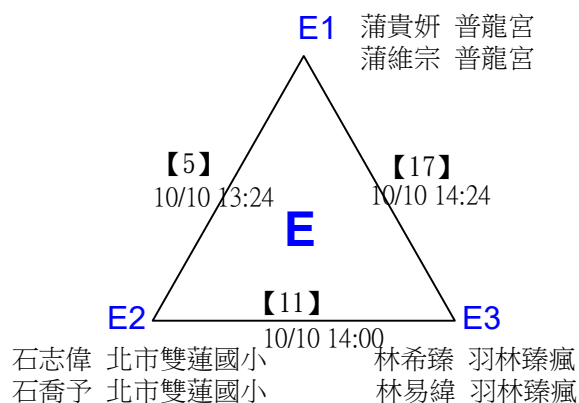 E1 蒲貴妍 普龍宮
蒲維宗 普龍宮
【5】
10/10 13:24
【17】
10/10 14:24
E
【11】
10/10 14:00
E2
E3
石志偉 北市雙蓮國小
石喬予 北市雙蓮國小
林希臻 羽林臻瘋
林易緯 羽林臻瘋